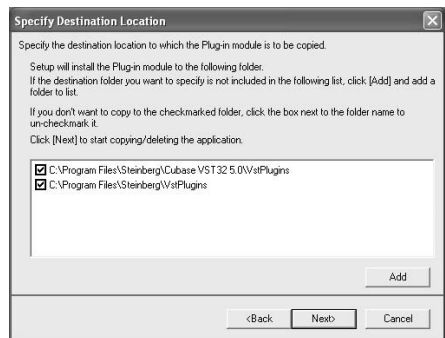 Specify Destination Location
Specify the destination location to which the Plug-in module is to be copied.
Setup will install the Plug-in module to the following folder.
If the destination folder you want to specify is not included in the following list, click [Add] and add a
folder to list.
If you don't want to copy to the checkmarked folder, click the box next to the folder name to
un-checkmark it.
Click [Next] to start copying/deleting the application.
C:\Program Files\Steinberg\Cubase VST32 5.0\VstPlugins
C:\Program Files\Steinberg\VstPlugins
Add
<Back Next> Cancel